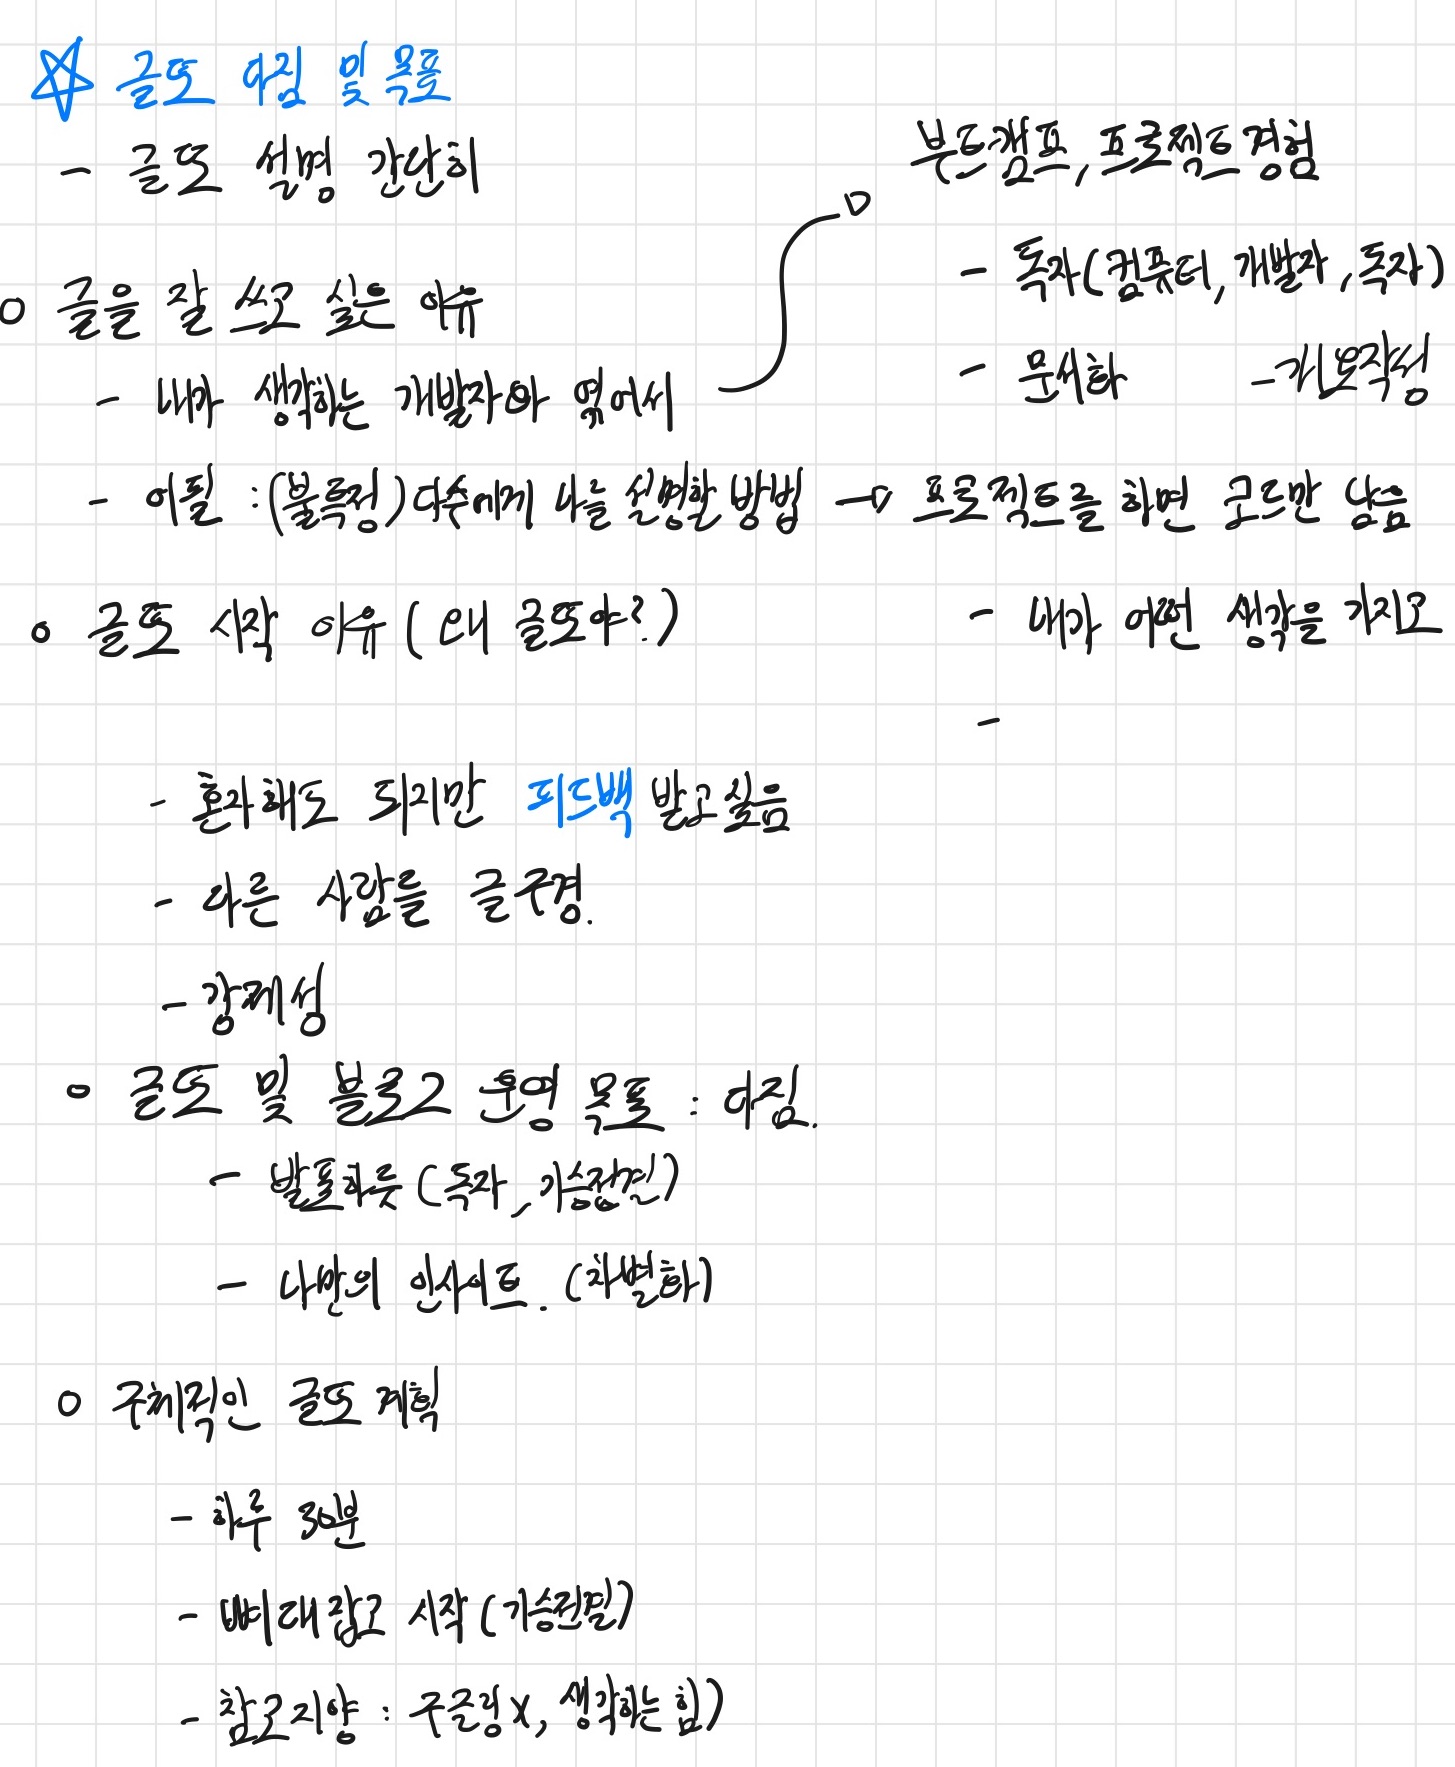 ☆ 글또 다짐 및 목표
- 글또 설명 간단히
부트캠프, 프로젝트 경험
- 독자(컴퓨터, 개발자, 독자)
- 문서화 - 기록작성
○ 글을 잘 쓰고 싶은 이유
- 내가 생각하는 개발자와 엮어서
- 어필 : (불특정) 다수에게 나를 설명할 방법 → 프로젝트를 하면 코드만 남음
- 내가 어떤 생각을 가지고
-
○ 글또 시작 이유 (왜 글또야?)
- 혼자해도 되지만 피드백 받고싶음
- 다른 사람들 글 구경.
- 강제성
○ 글또 및 블로그 운영 목표 : 다짐.
- 발표하듯 (독자, 기승전결)
- 나만의 인사이트. (차별화)
○ 구체적인 글또 계획
- 하루 30분
- 뼈대잡고 시작 (기승전결)
- 참고지양 : 구글링 X, 생각하는 힘)